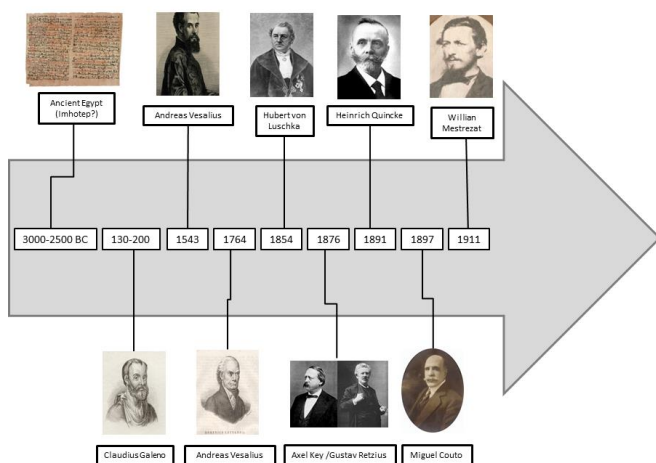 Ancient Egypt
(Imhotep?)
Andreas Vesalius
Hubert von
Luschka
Heinrich Quincke
Willian
Mestrezat
3000-2500 BC
130-200
1543
1764
1854
1876
1891
1897
1911
Claudius Galeno
Andreas Vesalius
Axel Key /Gustav Retzius
Miguel Couto